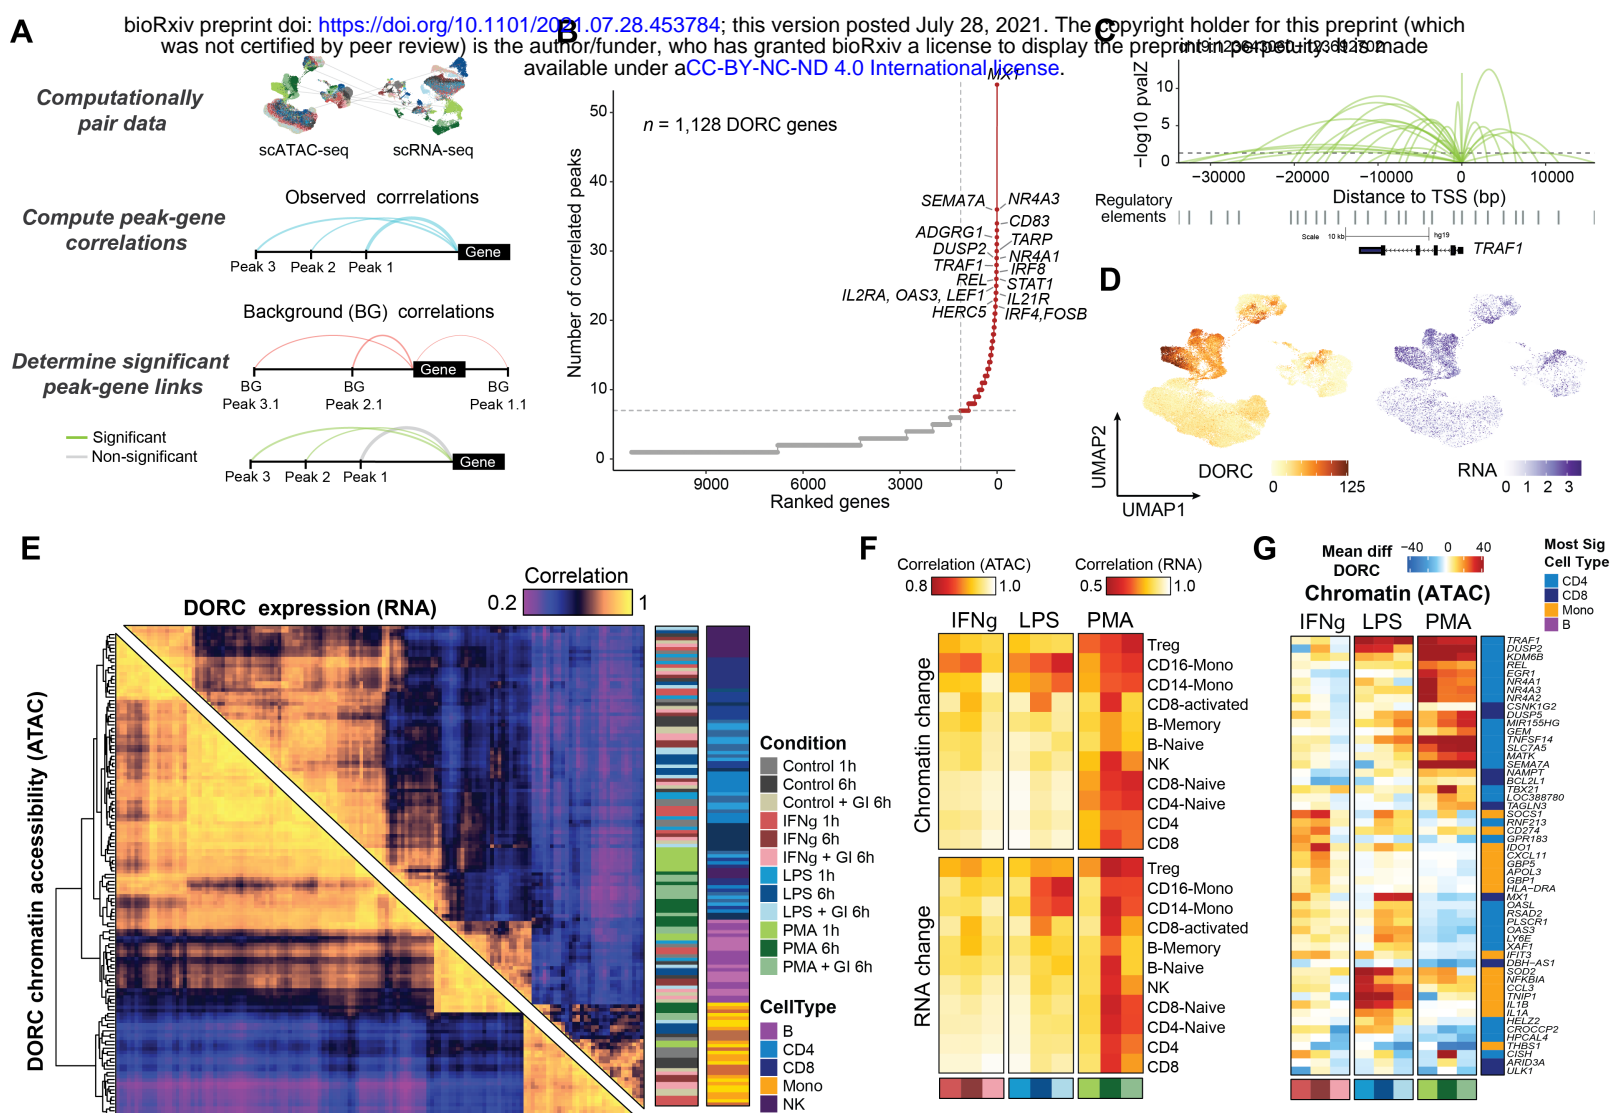 bioRxiv preprint doi: https://doi.org/10.1101/2021.07.28.453784; this version posted July 28, 2021. The copyright holder for this preprint (which
was not certified by peer review) is the author/funder, who has granted bioRxiv a license to display the preprint in perpetuity. It is made
available under aCC-BY-NC-ND 4.0 International license.
A
Computationally
pair data
scATAC-seq
scRNA-seq
Compute peak-gene
correlations
Observed corrrelations
Gene
Peak 3
Peak 2
Peak 1
Background (BG) correlations
Determine significant
peak-gene links
Gene
BG
Peak 3.1
BG
Peak 2.1
BG
Peak 1.1
Significant
Non-significant
Gene
Peak 3
Peak 2
Peak 1
B
n = 1,128 DORC genes
Number of correlated peaks
50
40
30
20
10
0
9000
6000
3000
0
Ranked genes
MX1
SEMA7A
NR4A3
CD83
ADGRG1
TARP
DUSP2
NR4A1
TRAF1
IRF8
REL
STAT1
IL2RA, OAS3, LEF1
IL21R
HERC5
IRF4,FOSB
C
chr9:123643060-123692702
−log10 pvalZ
10
5
0
−30000
−20000
−10000
0
10000
Distance to TSS (bp)
Regulatory
elements
Scale
10 kb
hg19
TRAF1
D
UMAP2
UMAP1
DORC
0
125
RNA
0 1 2 3
E
Correlation
0.2
1
DORC expression (RNA)
DORC chromatin accessibility (ATAC)
Condition
Control 1h
Control 6h
Control + GI 6h
IFNg 1h
IFNg 6h
IFNg + GI 6h
LPS 1h
LPS 6h
LPS + GI 6h
PMA 1h
PMA 6h
PMA + GI 6h
CellType
B
CD4
CD8
Mono
NK
F
Correlation (ATAC)
0.8
1.0
Correlation (RNA)
0.5
1.0
IFNg
LPS
PMA
Chromatin change
Treg
CD16-Mono
CD14-Mono
CD8-activated
B-Memory
B-Naive
NK
CD8-Naive
CD4-Naive
CD4
CD8
RNA change
Treg
CD16-Mono
CD14-Mono
CD8-activated
B-Memory
B-Naive
NK
CD8-Naive
CD4-Naive
CD4
CD8
G
Mean diff
DORC
−40
0
40
Most Sig
Cell Type
CD4
CD8
Mono
B
Chromatin (ATAC)
IFNg
LPS
PMA
TRAF1
DUSP2
KDM6B
REL
EGR1
NR4A1
NR4A3
NR4A2
CSNK1G2
DUSP5
MIR155HG
GEM
TNFSF14
SLC7A5
MATK
SEMA7A
NAMPT
BCL2L1
TBX21
LOC388780
TAGLN3
SOCS1
RNF213
CD274
GPR183
IDO1
CXCL11
GBP5
APOL3
GBP1
HLA−DRA
MX1
OASL
RSAD2
PLSCR1
OAS3
LY6E
XAF1
IFIT3
DBH−AS1
SOD2
NFKBIA
CCL3
TNIP1
IL1B
IL1A
HELZ2
CROCCP2
HPCAL4
THBS1
CISH
ARID3A
ULK1